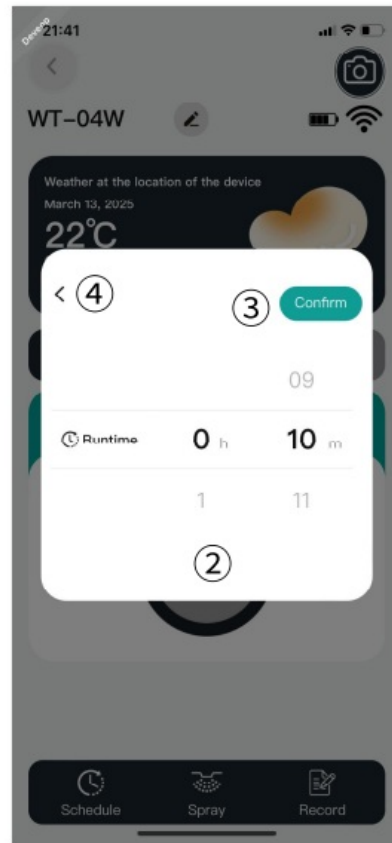 21:41
Deveno
WT-04W
Weather at the location of the device
March 13, 2025
22℃
< ④
③ Confirm
09
Runtime 0 h 10 m
1 11
②
Schedule Spray Record